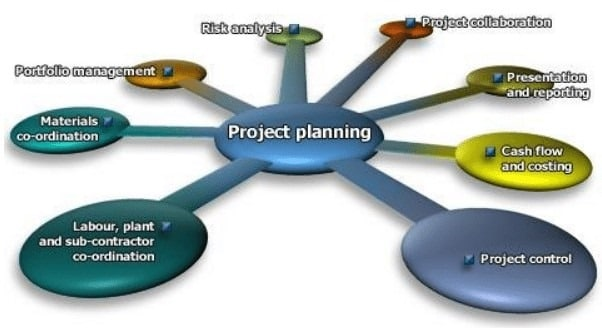 Risk analysis
Project collaboration
Portfolio management
Presentation
and reporting
Materials
co-ordination
Project planning
Cash flow
and costing
Labour, plant
and sub-contractor
co-ordination
Project control